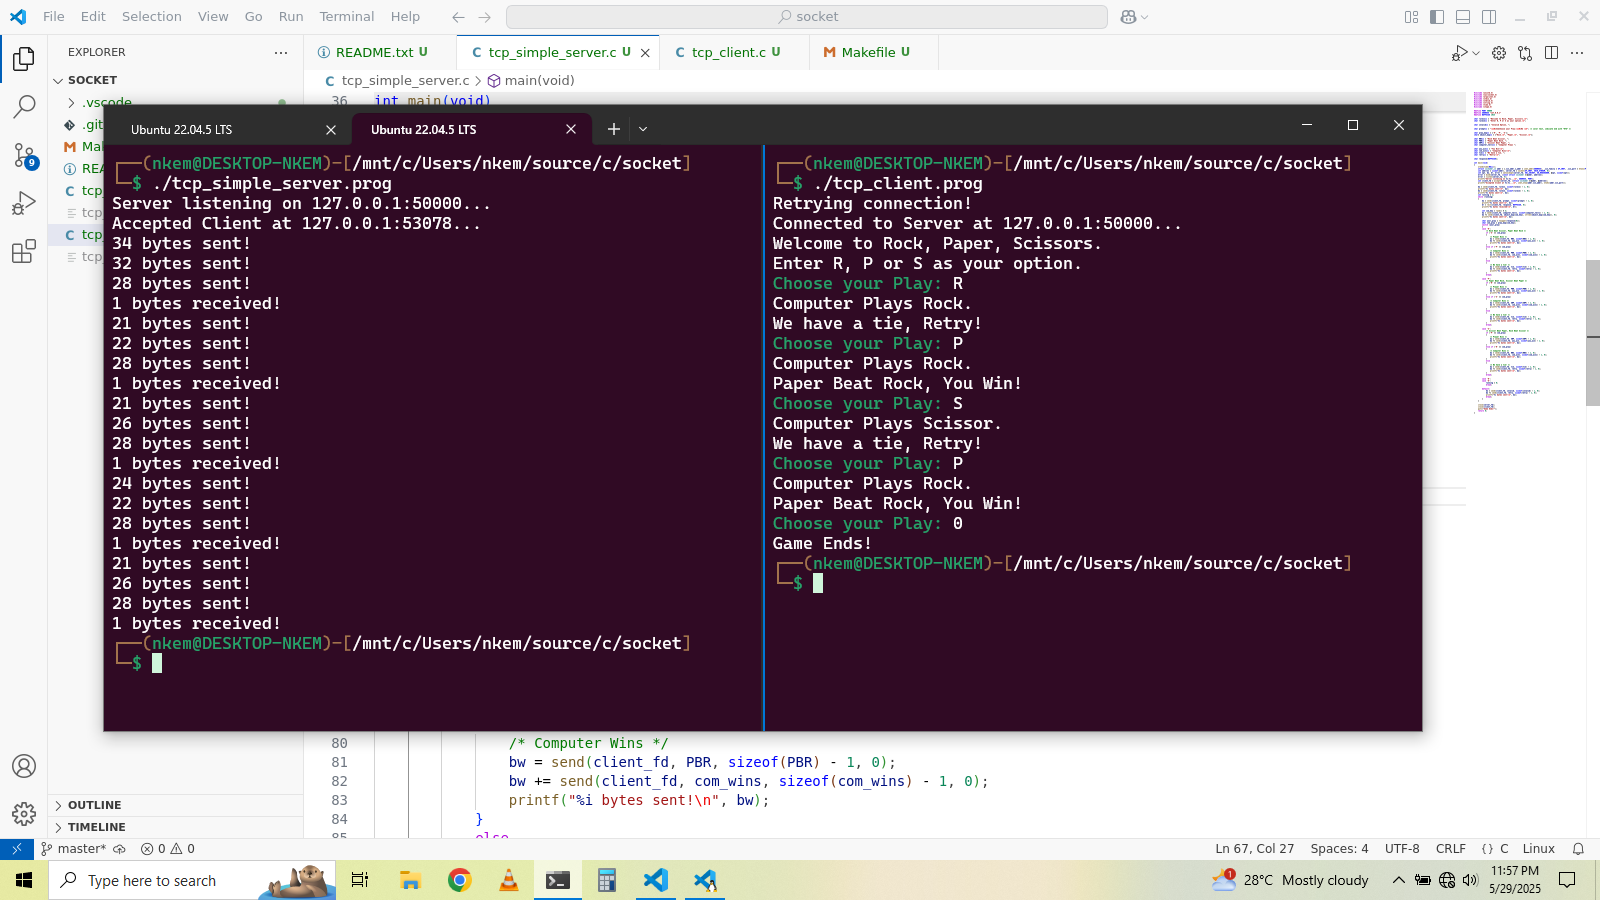 File Edit Selection View Go Run Terminal Help
socket
EXPLORER
README.txt U
tcp_simple_server.c U
tcp_client.c U
Makefile U
SOCKET
tcp_simple_server.c > main(void)
.vscode
36 int main(void)
.git
Ma
REA
tcp_
tcp_
tcp_
tcp_
9
Ubuntu 22.04.5 LTS
Ubuntu 22.04.5 LTS
┌──(nkem@DESKTOP-NKEM)-[/mnt/c/Users/nkem/source/c/socket]
└─$ ./tcp_simple_server.prog
Server listening on 127.0.0.1:50000...
Accepted Client at 127.0.0.1:53078...
34 bytes sent!
32 bytes sent!
28 bytes sent!
1 bytes received!
21 bytes sent!
22 bytes sent!
28 bytes sent!
1 bytes received!
21 bytes sent!
26 bytes sent!
28 bytes sent!
1 bytes received!
24 bytes sent!
22 bytes sent!
28 bytes sent!
1 bytes received!
21 bytes sent!
26 bytes sent!
28 bytes sent!
1 bytes received!
┌──(nkem@DESKTOP-NKEM)-[/mnt/c/Users/nkem/source/c/socket]
└─$
┌──(nkem@DESKTOP-NKEM)-[/mnt/c/Users/nkem/source/c/socket]
└─$ ./tcp_client.prog
Retrying connection!
Connected to Server at 127.0.0.1:50000...
Welcome to Rock, Paper, Scissors.
Enter R, P or S as your option.
Choose your Play: R
Computer Plays Rock.
We have a tie, Retry!
Choose your Play: P
Computer Plays Rock.
Paper Beat Rock, You Win!
Choose your Play: S
Computer Plays Scissor.
We have a tie, Retry!
Choose your Play: P
Computer Plays Rock.
Paper Beat Rock, You Win!
Choose your Play: 0
Game Ends!
┌──(nkem@DESKTOP-NKEM)-[/mnt/c/Users/nkem/source/c/socket]
└─$
80 /* Computer Wins */
81 bw = send(client_fd, PBR, sizeof(PBR) - 1, 0);
82 bw += send(client_fd, com_wins, sizeof(com_wins) - 1, 0);
83 printf("%i bytes sent!\n", bw);
84 }
85 else
OUTLINE
TIMELINE
master* 0 0
Ln 67, Col 27 Spaces: 4 UTF-8 CRLF {} C Linux
Type here to search
1
28°C Mostly cloudy
11:57 PM
5/29/2025